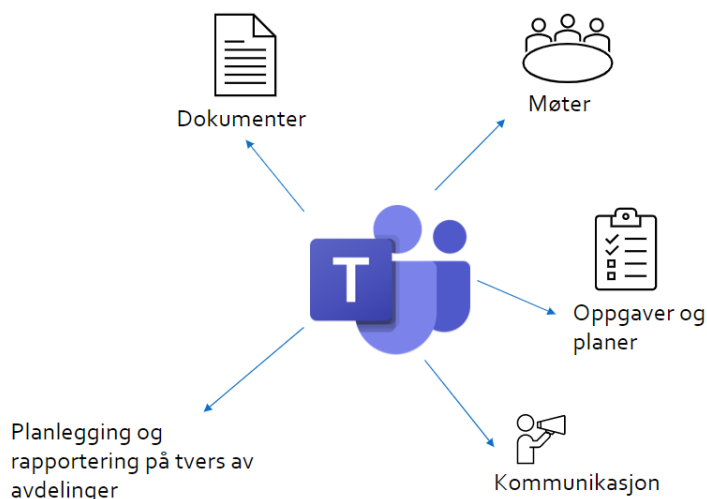 Dokumenter
Møter
T
Oppgaver og
planer
Planlegging og
rapportering på tvers av
avdelinger
Kommunikasjon